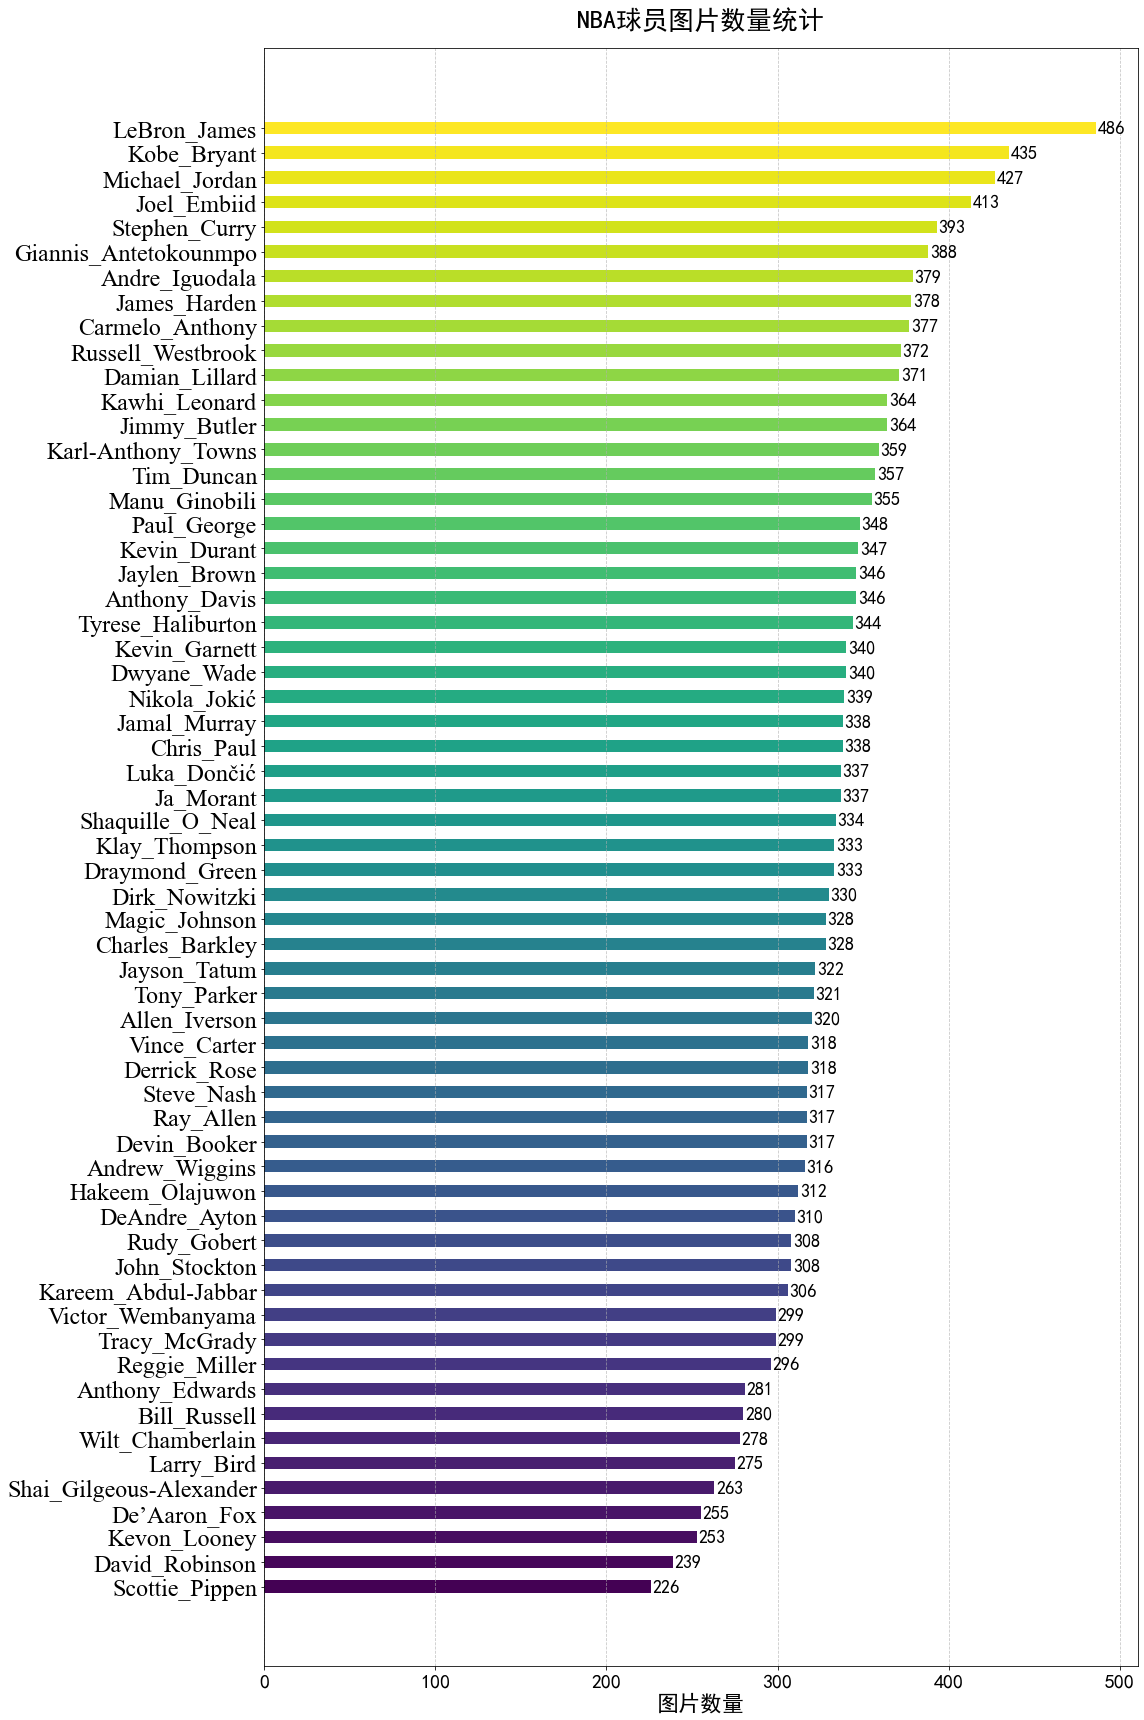 NBA球员图片数量统计
LeBron_James 486
Kobe_Bryant 435
Michael_Jordan 427
Joel_Embiid 413
Stephen_Curry 393
Giannis_Antetokounmpo 388
Andre_Iguodala 379
James_Harden 378
Carmelo_Anthony 377
Russell_Westbrook 372
Damian_Lillard 371
Kawhi_Leonard 364
Jimmy_Butler 364
Karl-Anthony_Towns 359
Tim_Duncan 357
Manu_Ginobili 355
Paul_George 348
Kevin_Durant 347
Jaylen_Brown 346
Anthony_Davis 346
Tyrese_Haliburton 344
Kevin_Garnett 340
Dwyane_Wade 340
Nikola_Jokić 339
Jamal_Murray 338
Chris_Paul 338
Luka_Dončić 337
Ja_Morant 337
Shaquille_O_Neal 334
Klay_Thompson 333
Draymond_Green 333
Dirk_Nowitzki 330
Magic_Johnson 328
Charles_Barkley 328
Jayson_Tatum 322
Tony_Parker 321
Allen_Iverson 320
Vince_Carter 318
Derrick_Rose 318
Steve_Nash 317
Ray_Allen 317
Devin_Booker 317
Andrew_Wiggins 316
Hakeem_Olajuwon 312
DeAndre_Ayton 310
Rudy_Gobert 308
John_Stockton 308
Kareem_Abdul-Jabbar 306
Victor_Wembanyama 299
Tracy_McGrady 299
Reggie_Miller 296
Anthony_Edwards 281
Bill_Russell 280
Wilt_Chamberlain 278
Larry_Bird 275
Shai_Gilgeous-Alexander 263
De’Aaron_Fox 255
Kevon_Looney 253
David_Robinson 239
Scottie_Pippen 226
0 100 200 300 400 500
图片数量